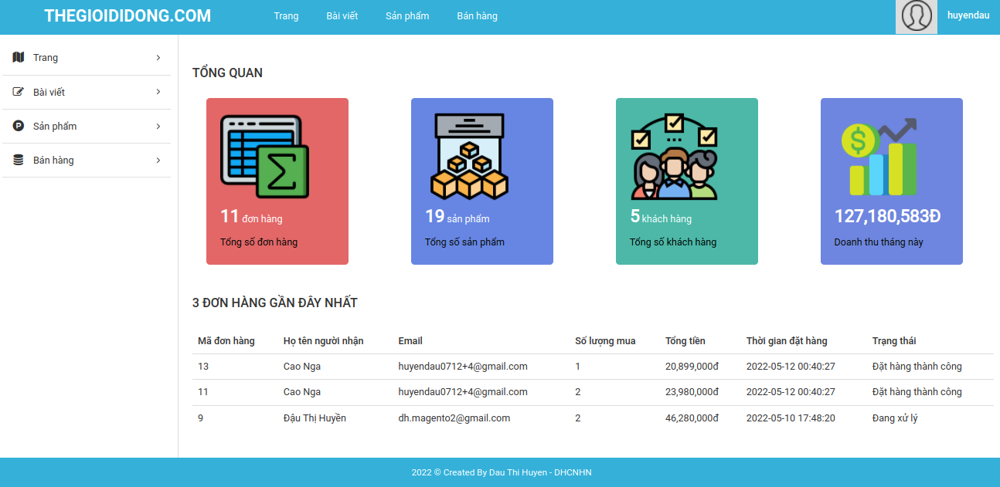 THEGIOIDIDONG.COM Trang Bài viết Sản phẩm Bán hàng huyendau
Trang
Bài viết
Sản phẩm
Bán hàng
TỔNG QUAN
11 đơn hàng
Tổng số đơn hàng
19 sản phẩm
Tổng số sản phẩm
5 khách hàng
Tổng số khách hàng
127,180,583Đ
Doanh thu tháng này
3 ĐƠN HÀNG GẦN ĐÂY NHẤT
Mã đơn hàng Họ tên người nhận Email Số lượng mua Tổng tiền Thời gian đặt hàng Trạng thái
13 Cao Nga huyendau0712+4@gmail.com 1 20,899,000đ 2022-05-12 00:40:27 Đặt hàng thành công
11 Cao Nga huyendau0712+4@gmail.com 2 23,980,000đ 2022-05-12 00:40:27 Đặt hàng thành công
9 Đậu Thị Huyền dh.magento2@gmail.com 2 46,280,000đ 2022-05-10 17:48:20 Đang xử lý
2022 © Created By Dau Thi Huyen - DHCNHN